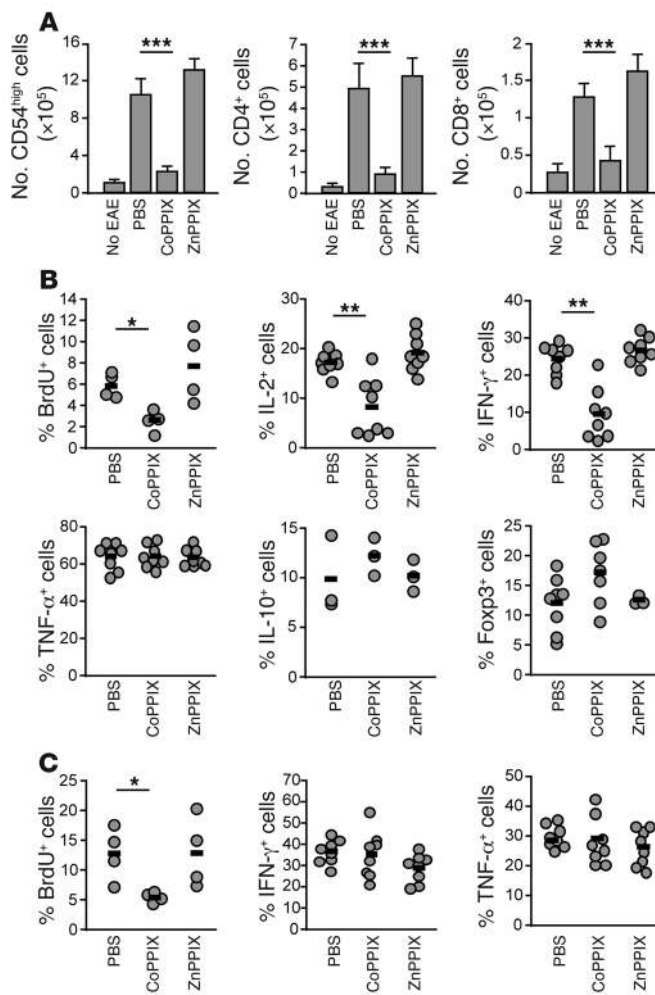 A
No. CD54high cells
(×10⁵)
16
12
8
4
0
***
No EAE
PBS
CoPPIX
ZnPPIX
No. CD4⁺ cells
(×10⁵)
7
6
5
4
3
2
1
0
***
No EAE
PBS
CoPPIX
ZnPPIX
No. CD8⁺ cells
(×10⁵)
2
1.5
1
0.5
0
***
No EAE
PBS
CoPPIX
ZnPPIX
B
% BrdU⁺ cells
14
12
10
8
6
4
2
0
*
PBS
CoPPIX
ZnPPIX
% IL-2⁺ cells
30
20
10
0
**
PBS
CoPPIX
ZnPPIX
% IFN-γ⁺ cells
40
30
20
10
0
**
PBS
CoPPIX
ZnPPIX
% TNF-α⁺ cells
80
60
40
20
0
PBS
CoPPIX
ZnPPIX
% IL-10⁺ cells
15
10
5
0
PBS
CoPPIX
ZnPPIX
% Foxp3⁺ cells
25
20
15
10
5
0
PBS
CoPPIX
ZnPPIX
C
% BrdU⁺ cells
25
20
15
10
5
0
*
PBS
CoPPIX
ZnPPIX
% IFN-γ⁺ cells
70
60
50
40
30
20
10
0
PBS
CoPPIX
ZnPPIX
% TNF-α⁺ cells
50
40
30
20
10
0
PBS
CoPPIX
ZnPPIX